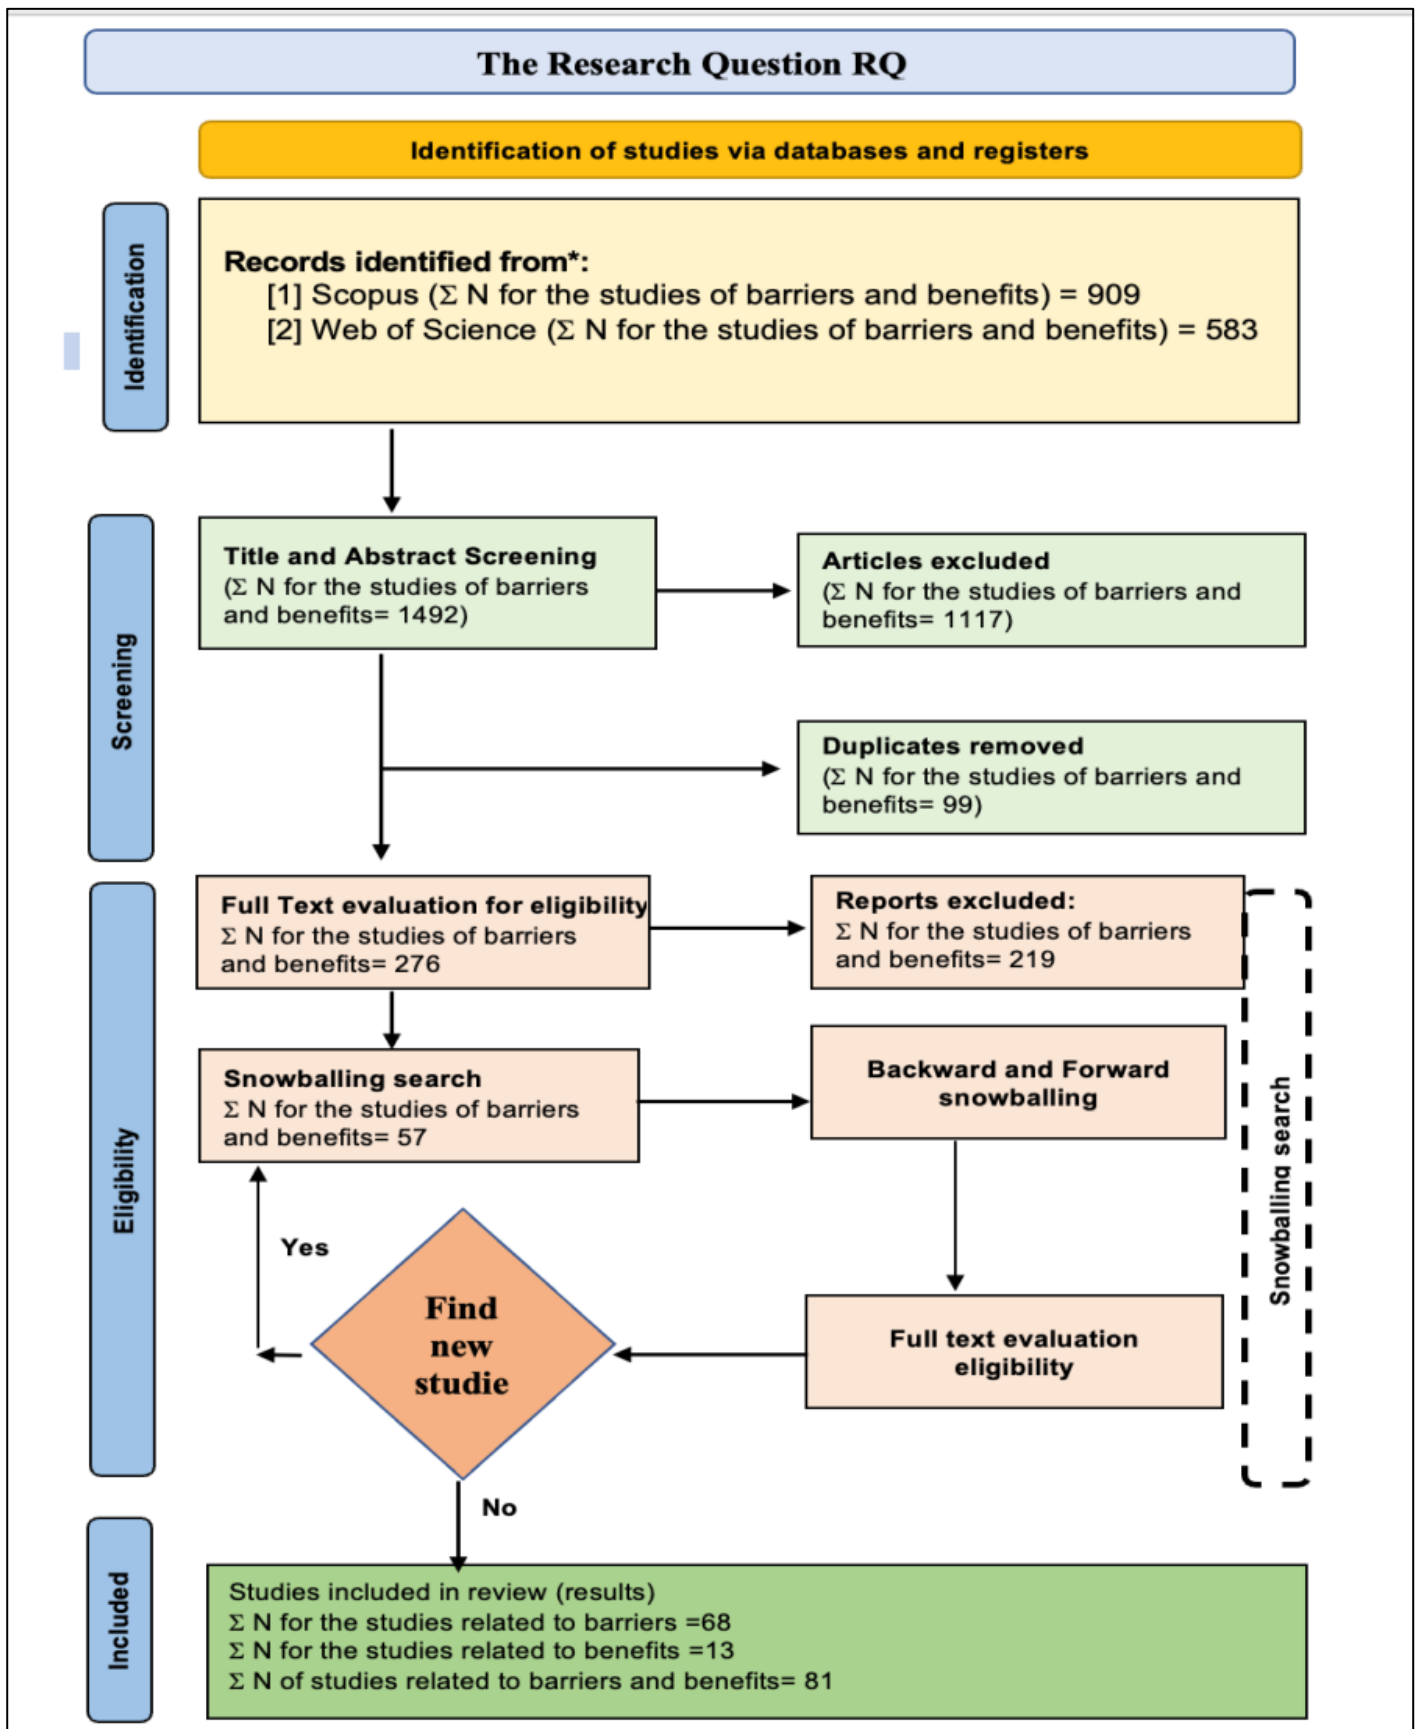 The Research Question RQ
Identification of studies via databases and registers
Identification
Records identified from*:
[1] Scopus (Σ N for the studies of barriers and benefits) = 909
[2] Web of Science (Σ N for the studies of barriers and benefits) = 583
Screening
Title and Abstract Screening
(Σ N for the studies of barriers
and benefits= 1492)
Articles excluded
(Σ N for the studies of barriers and
benefits= 1117)
Duplicates removed
(Σ N for the studies of barriers and
benefits= 99)
Eligibility
Full Text evaluation for eligibility
Σ N for the studies of barriers
and benefits= 276
Reports excluded:
Σ N for the studies of barriers
and benefits= 219
Snowballing search
Σ N for the studies of barriers
and benefits= 57
Backward and Forward
snowballing
Snowballing search
Yes
Find
new
studie
Full text evaluation
eligibility
No
Included
Studies included in review (results)
Σ N for the studies related to barriers =68
Σ N for the studies related to benefits =13
Σ N of studies related to barriers and benefits= 81